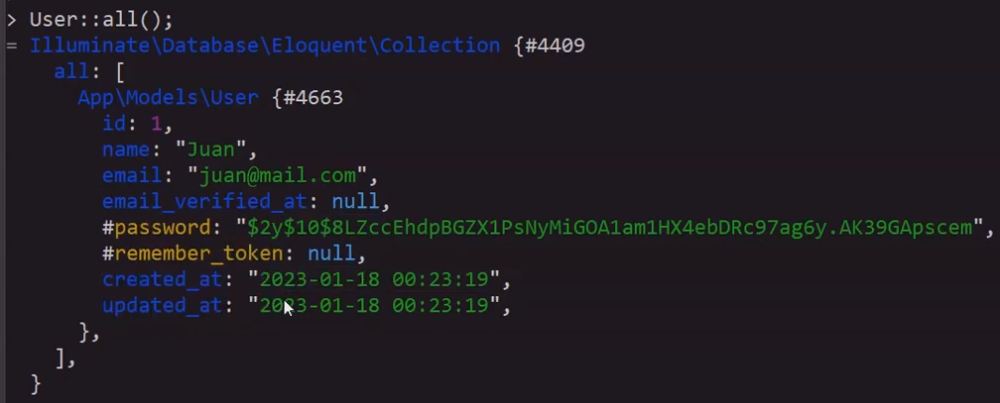 > User::all();
= Illuminate\Database\Eloquent\Collection {#4409
all: [
App\Models\User {#4663
id: 1,
name: "Juan",
email: "juan@mail.com",
email_verified_at: null,
#password: "$2y$10$8LZccEhdpBGZX1PsNyMiGOA1am1HX4ebDRc97ag6y.AK39GApscem",
#remember_token: null,
created_at: "2023-01-18 00:23:19",
updated_at: "2023-01-18 00:23:19",
},
],
}